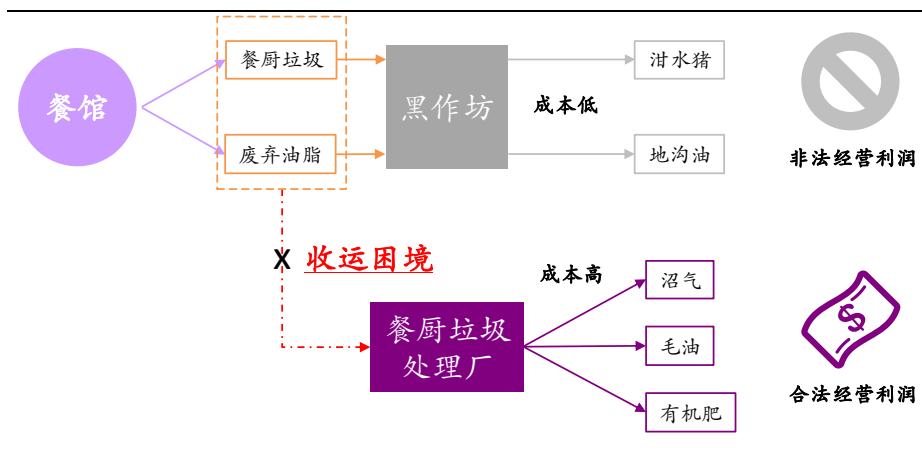 餐馆
餐厨垃圾
废弃油脂
黑作坊
成本低
泔水猪
地沟油
非法经营利润
X 收运困境
餐厨垃圾
处理厂
成本高
沼气
毛油
有机肥
$
合法经营利润